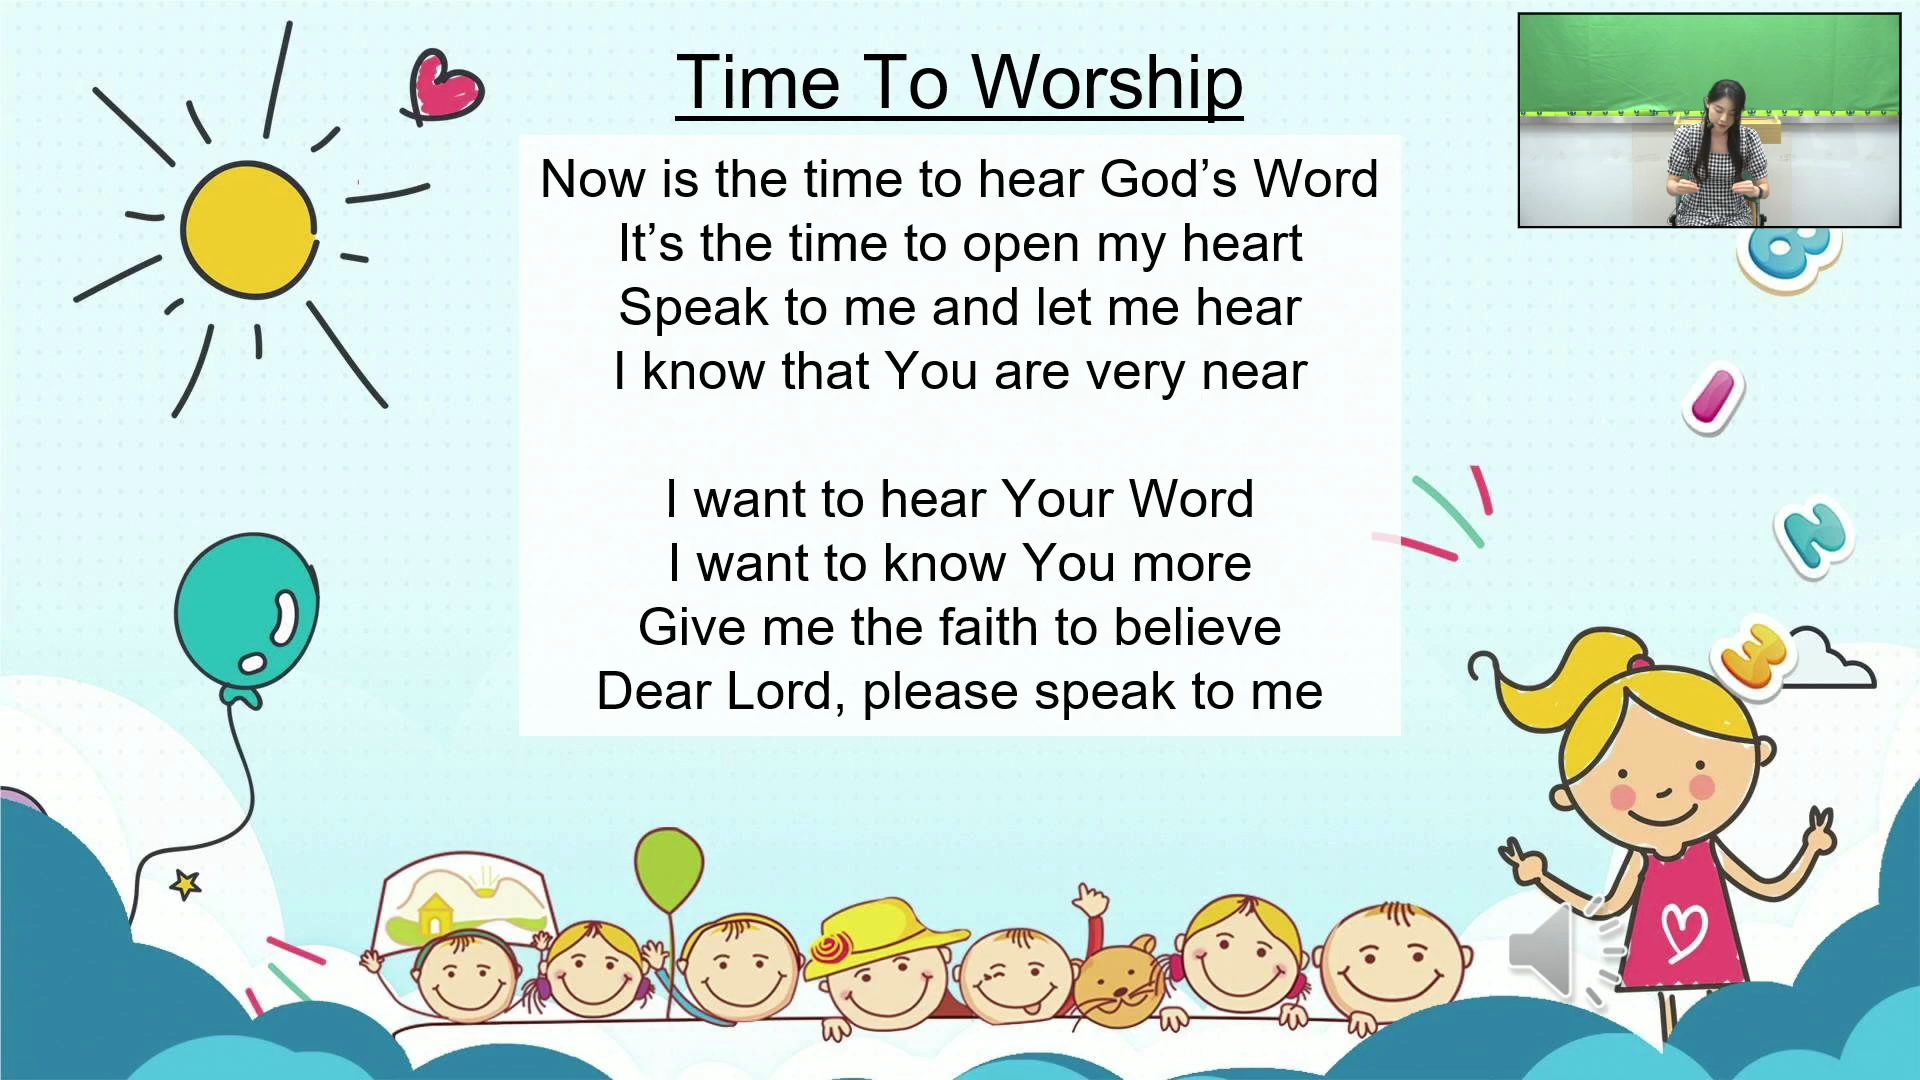 Time To Worship
Now is the time to hear God’s Word
It’s the time to open my heart
Speak to me and let me hear
I know that You are very near
I want to hear Your Word
I want to know You more
Give me the faith to believe
Dear Lord, please speak to me
B
I
N
E